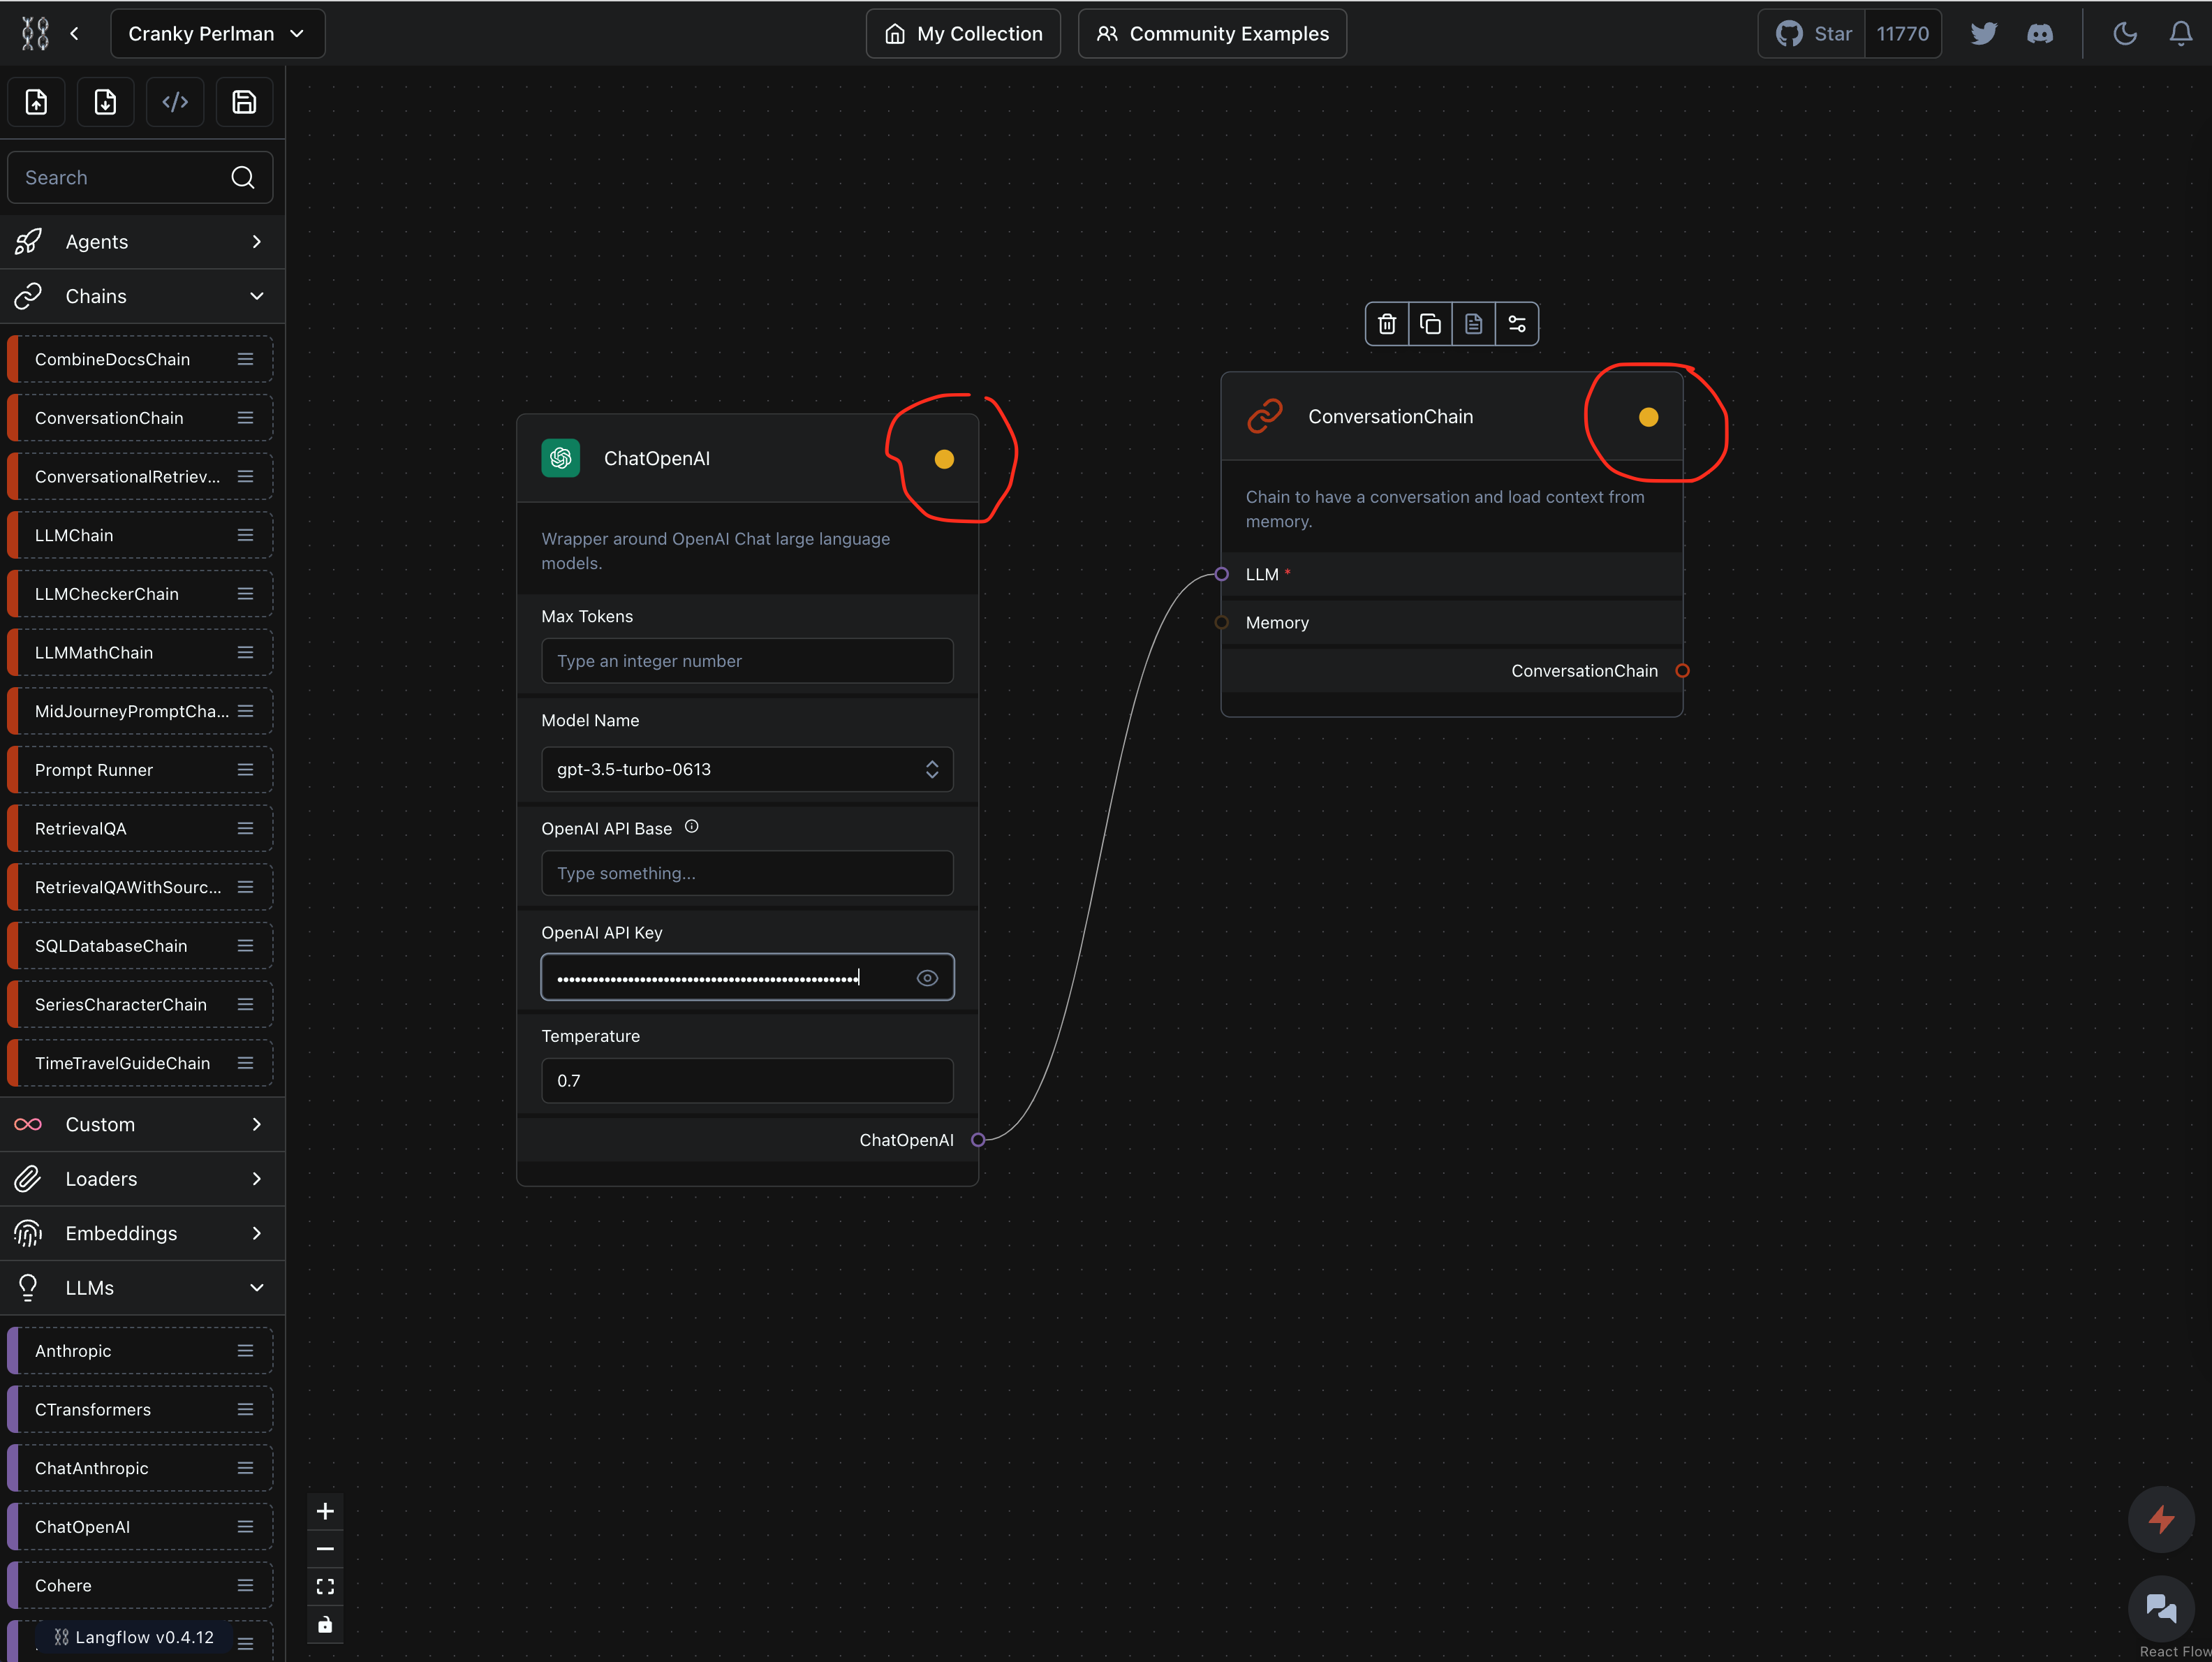 Cranky Perlman
My Collection
Community Examples
Star 11770
Search
Agents
Chains
CombineDocsChain
ConversationChain
ConversationalRetriev...
LLMChain
LLMCheckerChain
LLMMathChain
MidJourneyPromptCha...
Prompt Runner
RetrievalQA
RetrievalQAWithSourc...
SQLDatabaseChain
SeriesCharacterChain
TimeTravelGuideChain
Custom
Loaders
Embeddings
LLMs
Anthropic
CTransformers
ChatAnthropic
ChatOpenAI
Cohere
Langflow v0.4.12
ChatOpenAI
Wrapper around OpenAI Chat large language
models.
Max Tokens
Type an integer number
Model Name
gpt-3.5-turbo-0613
OpenAI API Base
Type something...
OpenAI API Key
Temperature
0.7
ChatOpenAI
ConversationChain
Chain to have a conversation and load context from
memory.
LLM *
Memory
ConversationChain
React Flow